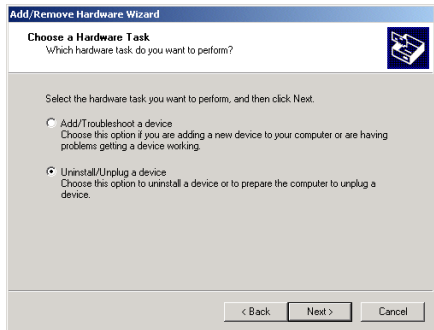 Add/Remove Hardware Wizard
Choose a Hardware Task
Which hardware task do you want to perform?
Select the hardware task you want to perform, and then click Next.
Add/Troubleshoot a device
Choose this option if you are adding a new device to your computer or are having
problems getting a device working.
Uninstall/Unplug a device
Choose this option to uninstall a device or to prepare the computer to unplug a
device.
< Back Next > Cancel